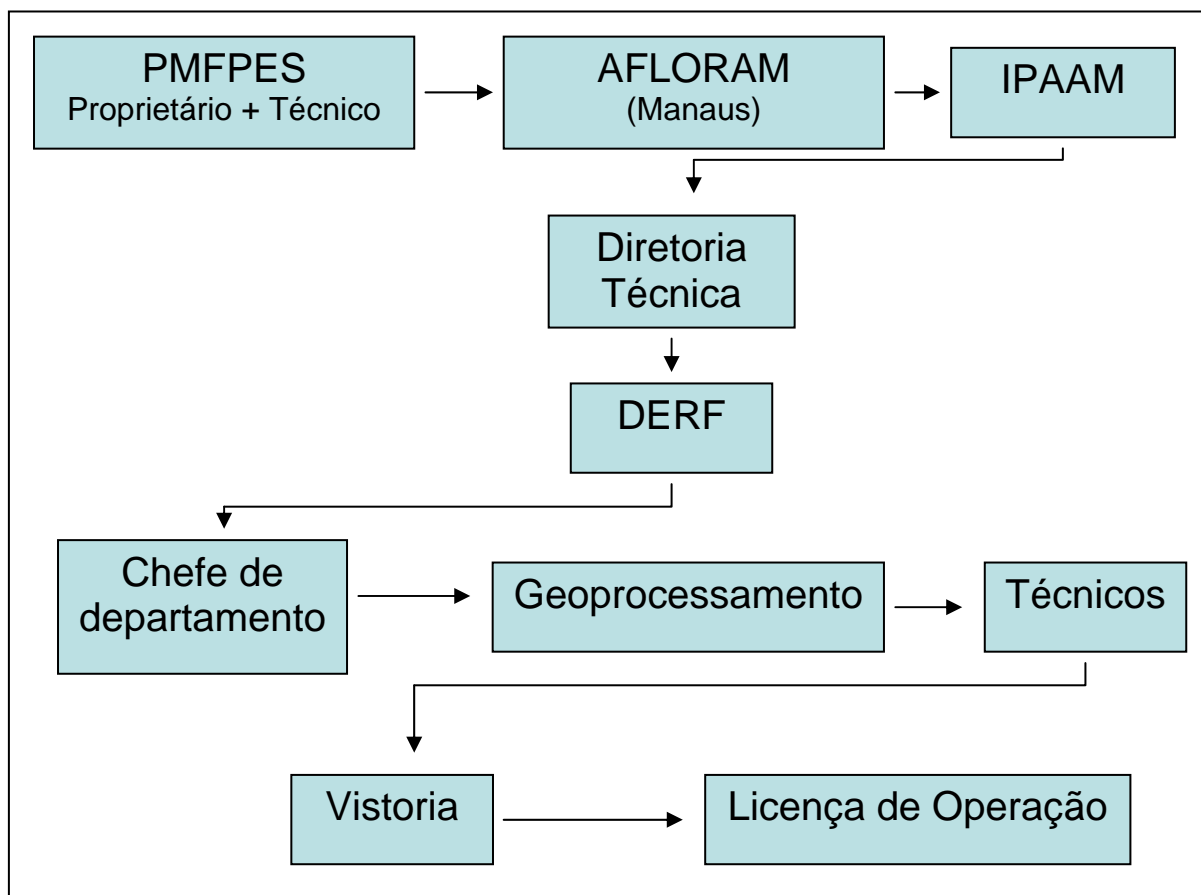 PMFPES
Proprietário + Técnico
AFLORAM
(Manaus)
IPAAM
Diretoria
Técnica
DERF
Chefe de
departamento
Geoprocessamento
Técnicos
Vistoria
Licença de Operação